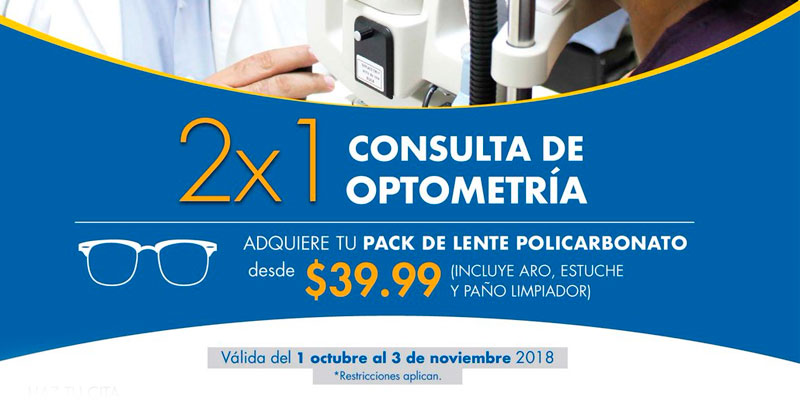 2x1 CONSULTA DE
OPTOMETRÍA
ADQUIERE TU PACK DE LENTE POLICARBONATO
desde $39.99 (INCLUYE ARO, ESTUCHE
Y PAÑO LIMPIADOR)
Válida del 1 octubre al 3 de noviembre 2018
*Restricciones aplican.